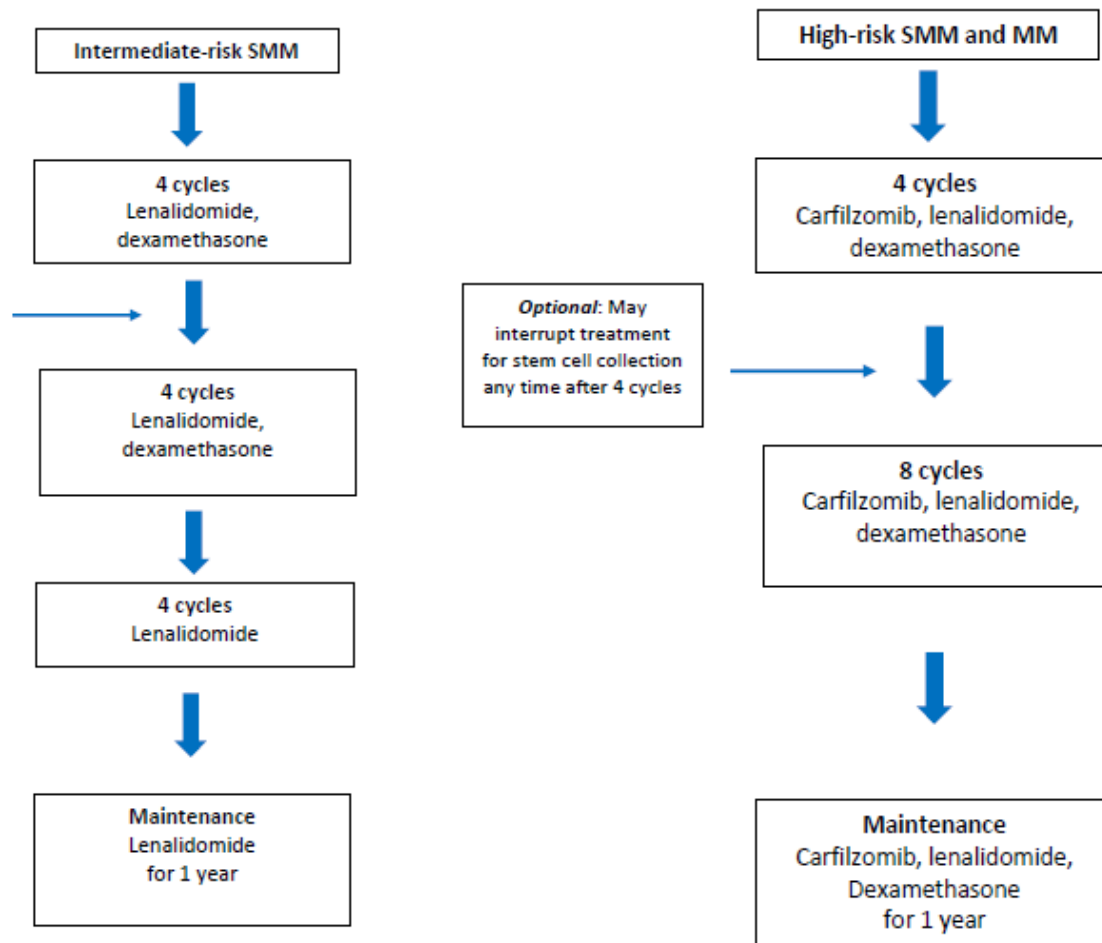 Intermediate-risk SMM
4 cycles
Lenalidomide,
dexamethasone
4 cycles
Lenalidomide,
dexamethasone
4 cycles
Lenalidomide
Maintenance
Lenalidomide
for 1 year
Optional: May
interrupt treatment
for stem cell collection
any time after 4 cycles
High-risk SMM and MM
4 cycles
Carfilzomib, lenalidomide,
dexamethasone
8 cycles
Carfilzomib, lenalidomide,
dexamethasone
Maintenance
Carfilzomib, lenalidomide,
Dexamethasone
for 1 year